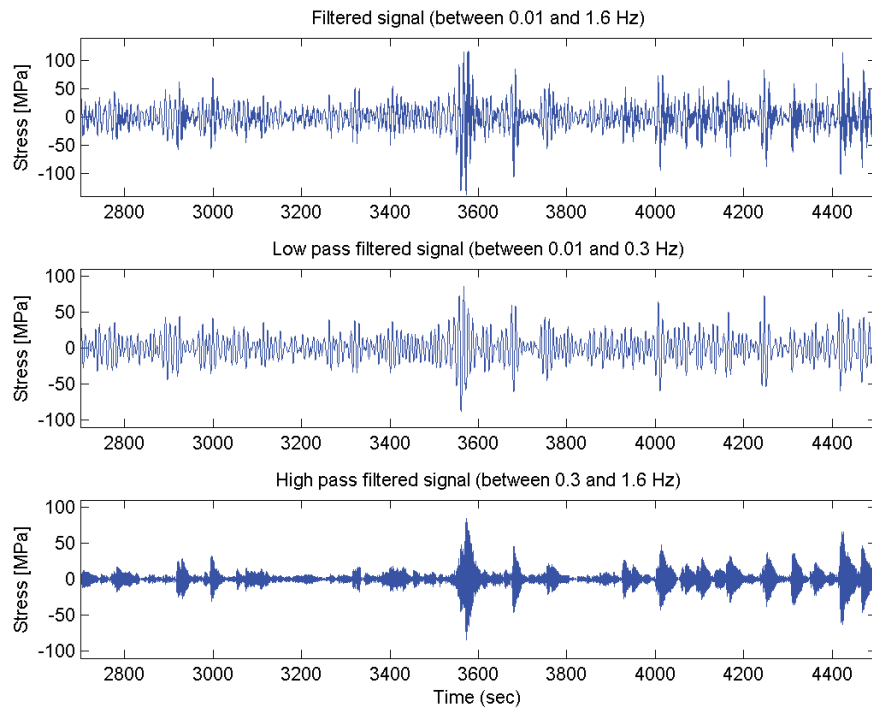 Filtered signal (between 0.01 and 1.6 Hz)
Stress [MPa]
100
50
0
-50
-100
2800 3000 3200 3400 3600 3800 4000 4200 4400
Low pass filtered signal (between 0.01 and 0.3 Hz)
Stress [MPa]
100
50
0
-50
-100
2800 3000 3200 3400 3600 3800 4000 4200 4400
High pass filtered signal (between 0.3 and 1.6 Hz)
Stress [MPa]
100
50
0
-50
-100
2800 3000 3200 3400 3600 3800 4000 4200 4400
Time (sec)